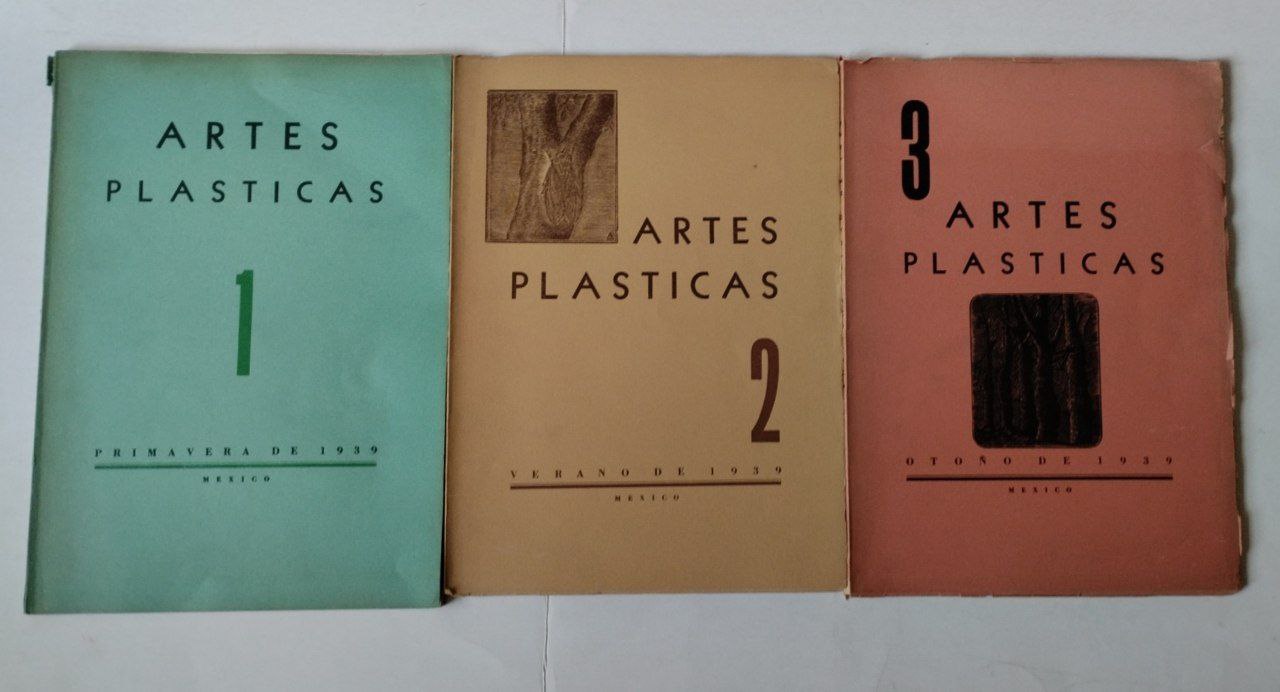 ARTES
PLASTICAS
1
PRIMAVERA DE 1939
MEXICO
ARTES
PLASTICAS
2
VERANO DE 1939
MEXICO
3
ARTES
PLASTICAS
OTOÑO DE 1939
MEXICO